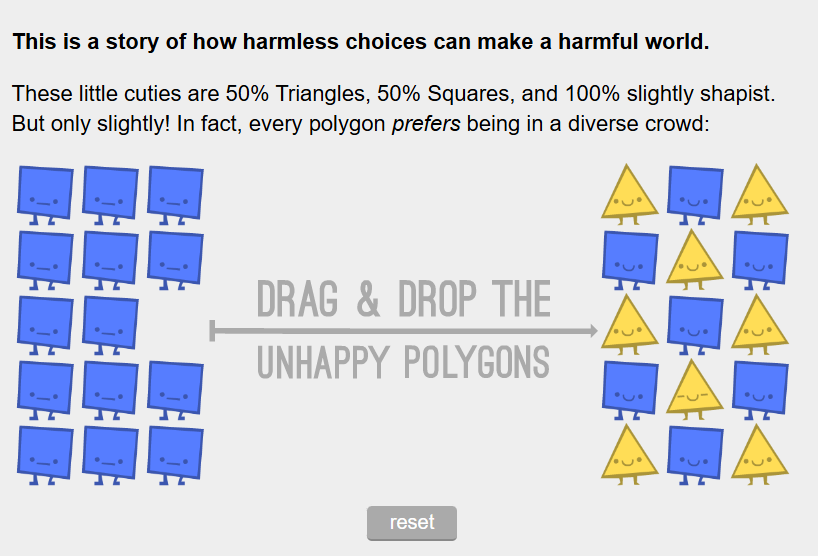 This is a story of how harmless choices can make a harmful world.
These little cuties are 50% Triangles, 50% Squares, and 100% slightly shapist.
But only slightly! In fact, every polygon prefers being in a diverse crowd:
DRAG & DROP THE
UNHAPPY POLYGONS
reset